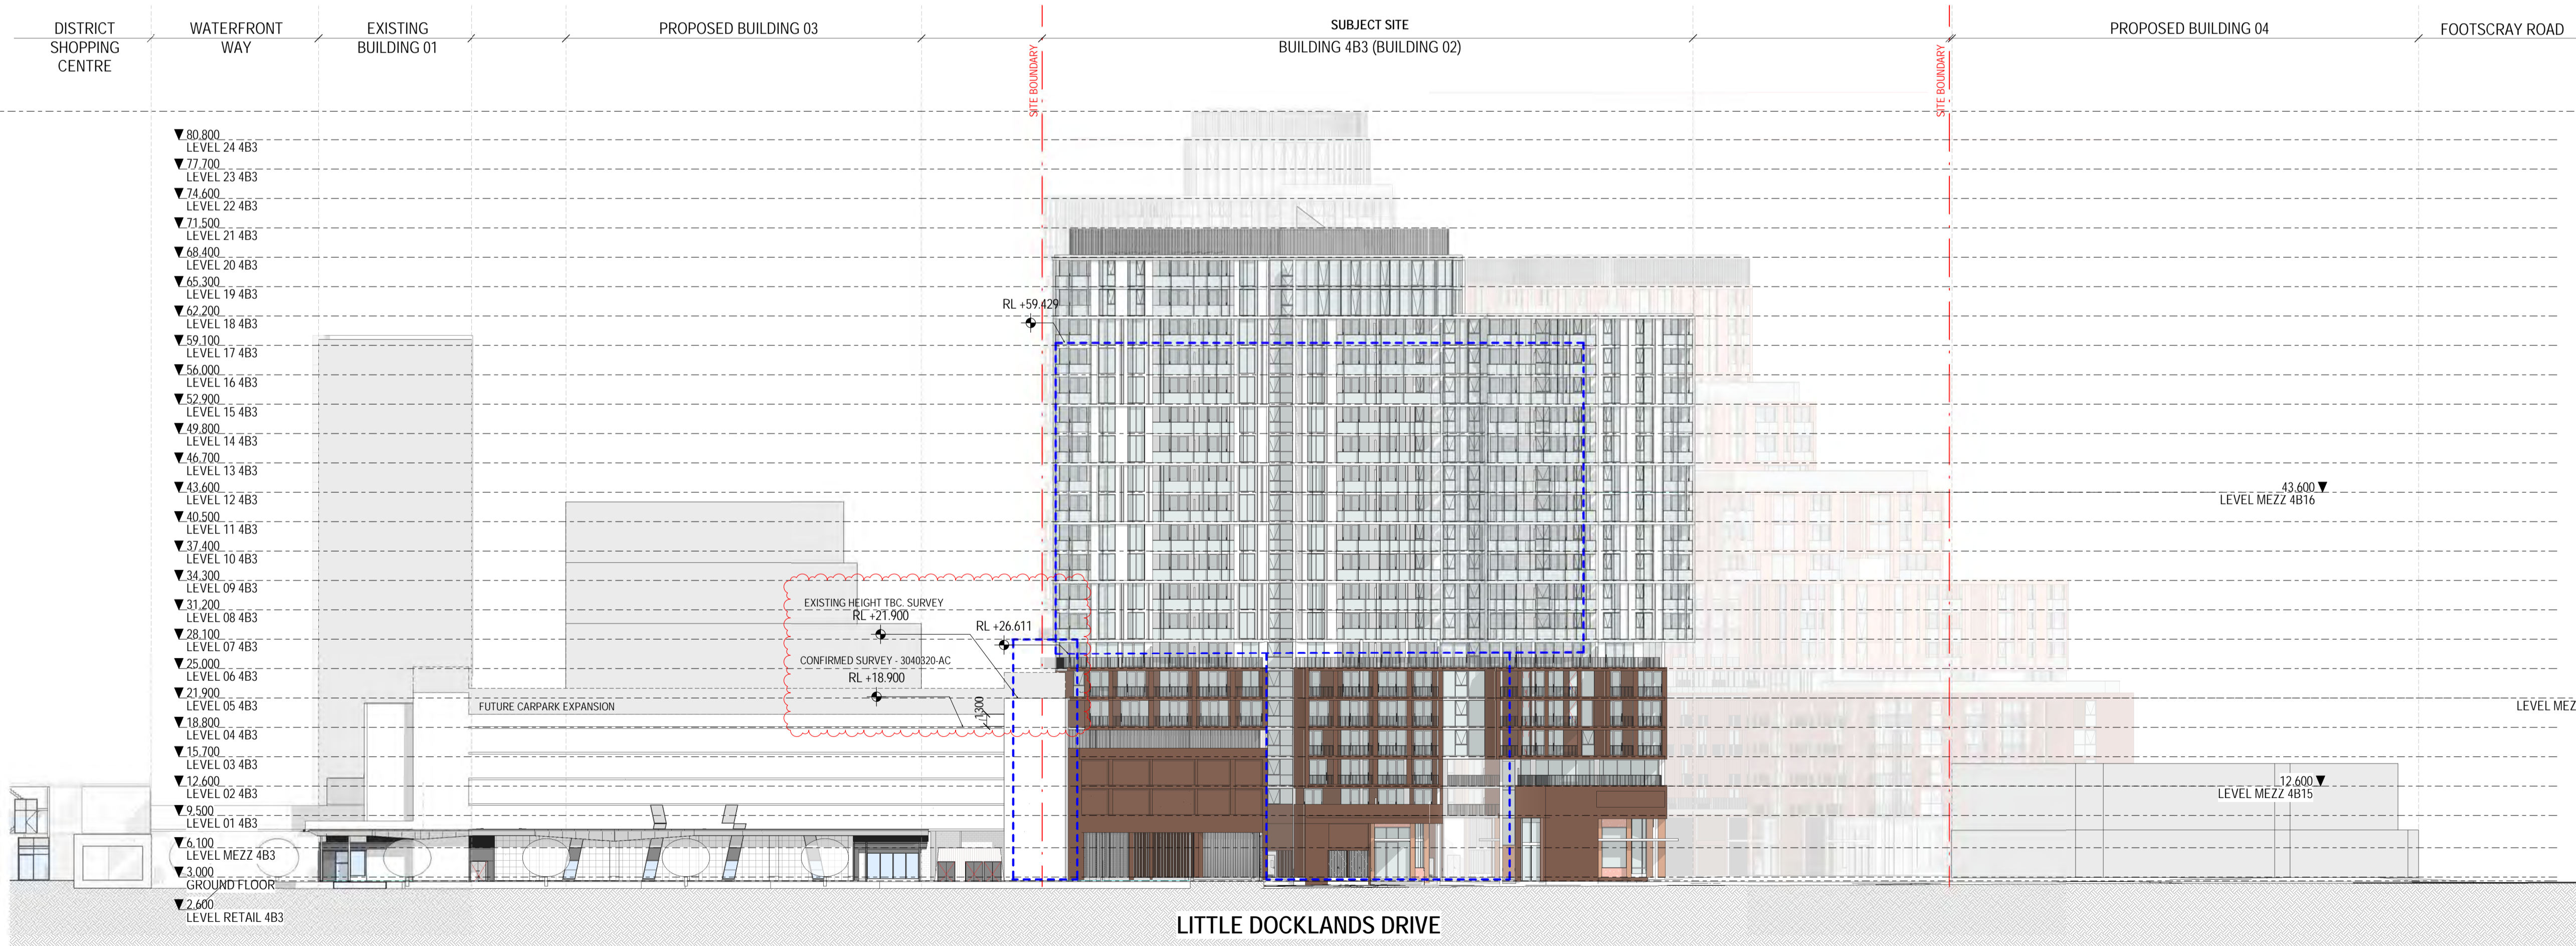 DISTRICT
SHOPPING
CENTRE
WATERFRONT
WAY
EXISTING
BUILDING 01
PROPOSED BUILDING 03
SUBJECT SITE
BUILDING 4B3 (BUILDING 02)
PROPOSED BUILDING 04
FOOTSCRAY ROAD
SITE BOUNDARY
SITE BOUNDARY
80,800
LEVEL 24 4B3
77,700
LEVEL 23 4B3
74,600
LEVEL 22 4B3
71,500
LEVEL 21 4B3
68,400
LEVEL 20 4B3
65,300
LEVEL 19 4B3
62,200
LEVEL 18 4B3
59,100
LEVEL 17 4B3
56,000
LEVEL 16 4B3
52,900
LEVEL 15 4B3
49,800
LEVEL 14 4B3
46,700
LEVEL 13 4B3
43,600
LEVEL 12 4B3
40,500
LEVEL 11 4B3
37,400
LEVEL 10 4B3
34,300
LEVEL 09 4B3
31,200
LEVEL 08 4B3
28,100
LEVEL 07 4B3
25,000
LEVEL 06 4B3
21,900
LEVEL 05 4B3
18,800
LEVEL 04 4B3
15,700
LEVEL 03 4B3
12,600
LEVEL 02 4B3
9,500
LEVEL 01 4B3
6,100
LEVEL MEZZ 4B3
3,000
GROUND FLOOR
2,600
LEVEL RETAIL 4B3
RL +59.429
EXISTING HEIGHT TBC. SURVEY
RL +21.900
RL +26.611
CONFIRMED SURVEY - 3040320-AC
RL +18.900
1,300
FUTURE CARPARK EXPANSION
43,600
LEVEL MEZZ 4B16
LEVEL MEZ
12,600
LEVEL MEZZ 4B15
LITTLE DOCKLANDS DRIVE